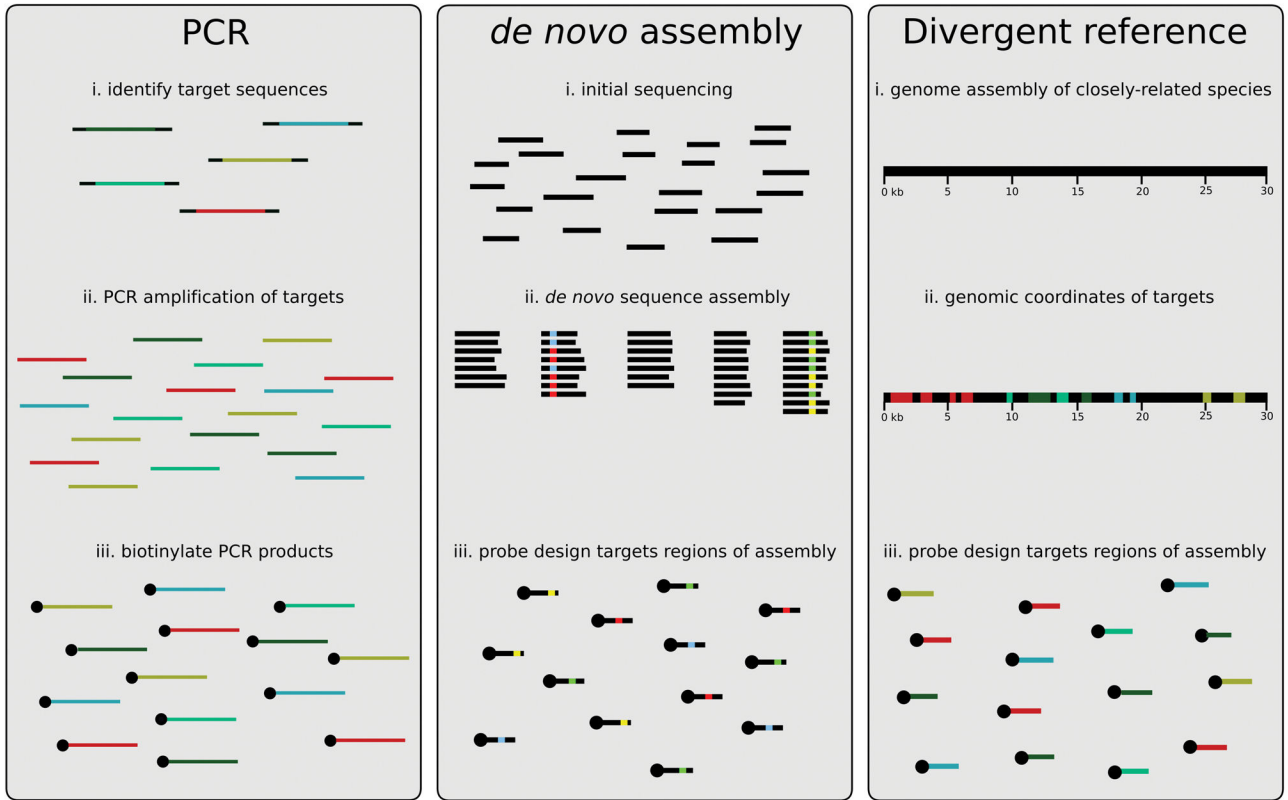 PCR
i. identify target sequences
ii. PCR amplification of targets
iii. biotinylate PCR products
de novo assembly
i. initial sequencing
ii. de novo sequence assembly
iii. probe design targets regions of assembly
Divergent reference
i. genome assembly of closely-related species
0 kb 5 10 15 20 25 30
ii. genomic coordinates of targets
0 kb 5 10 15 20 25 30
iii. probe design targets regions of assembly